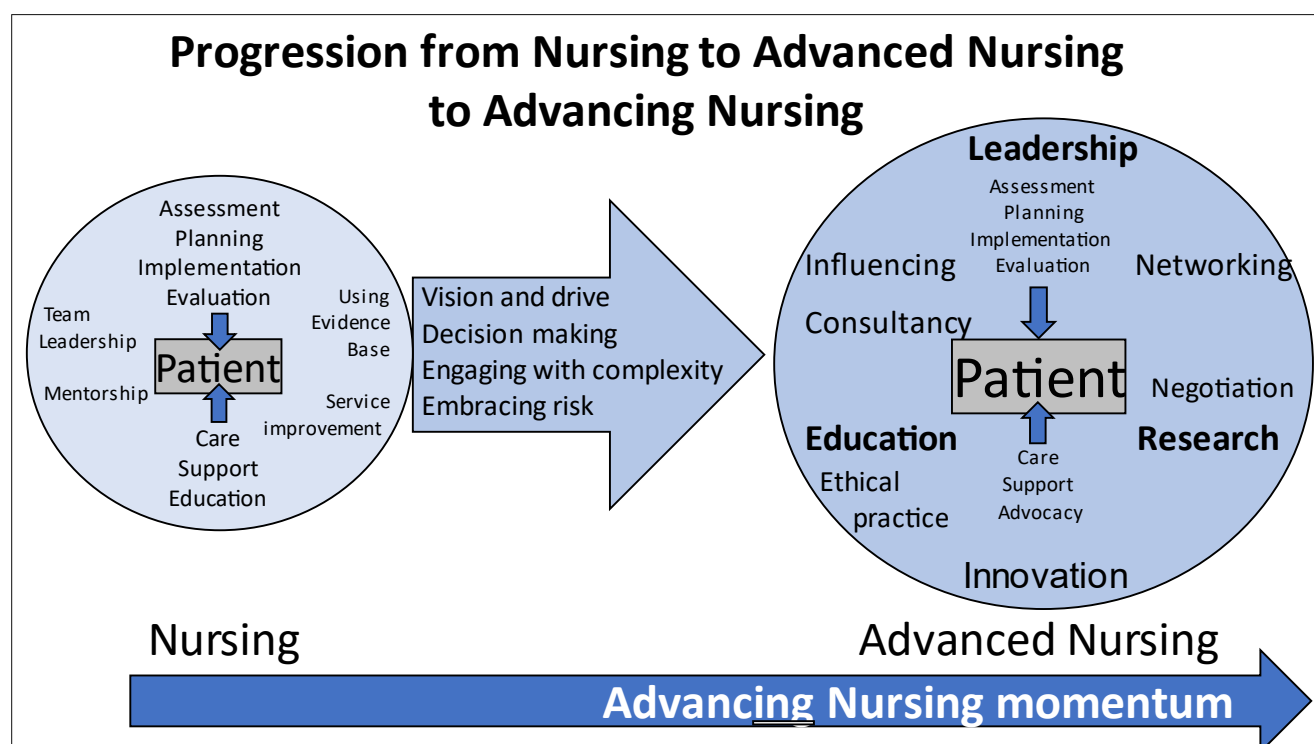 Progression from Nursing to Advanced Nursing
to Advancing Nursing
Assessment
Planning
Implementation
Evaluation
Team
Leadership
Mentorship
Using
Evidence
Base
Service
improvement
Patient
Care
Support
Education
Vision and drive
Decision making
Engaging with complexity
Embracing risk
Leadership
Assessment
Planning
Implementation
Evaluation
Influencing
Networking
Consultancy
Patient
Negotiation
Education
Research
Ethical
practice
Care
Support
Advocacy
Innovation
Nursing
Advanced Nursing
Advancing Nursing momentum